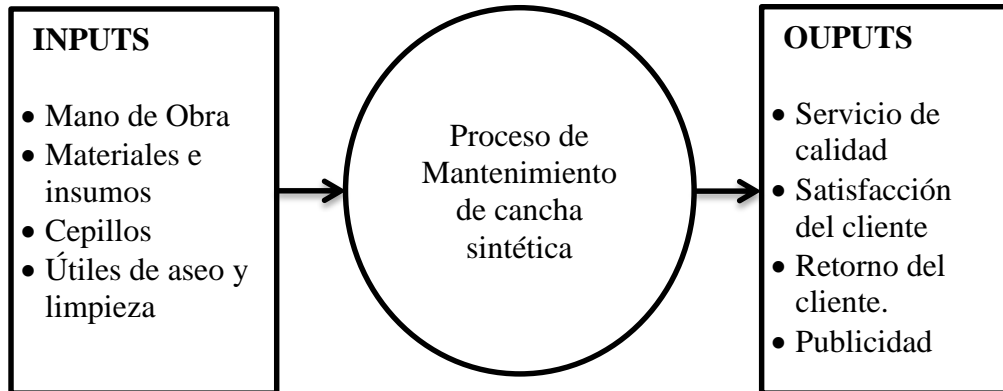 INPUTS
• Mano de Obra
• Materiales e
insumos
• Cepillos
• Útiles de aseo y
limpieza
Proceso de
Mantenimiento
de cancha
sintética
OUPUTS
• Servicio de
calidad
• Satisfacción
del cliente
• Retorno del
cliente.
• Publicidad